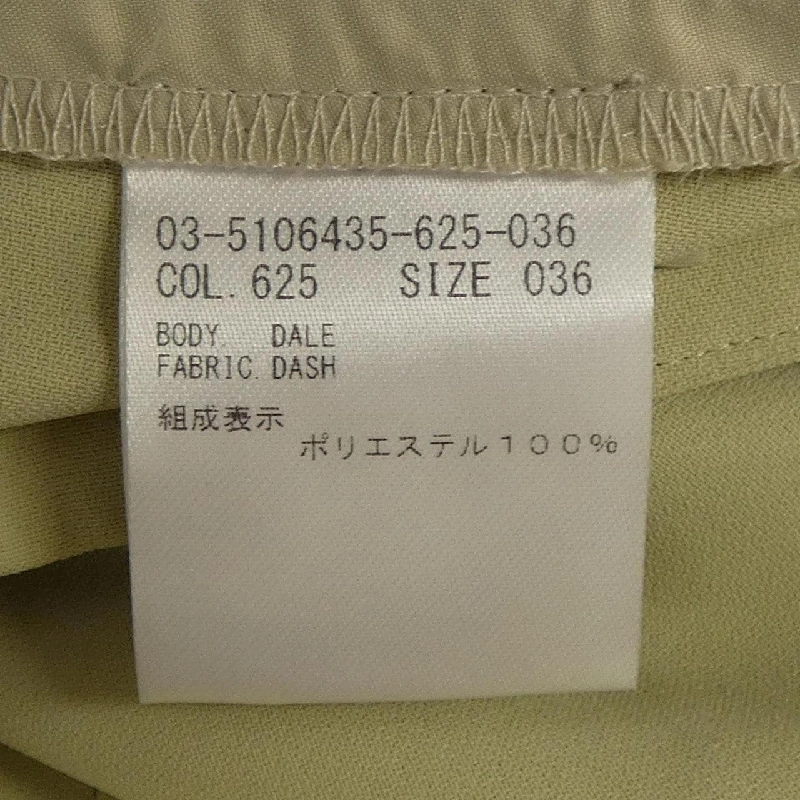 03-5106435-625-036
COL. 625 SIZE 036
BODY. DALE
FABRIC. DASH
組成表示
ポリエステル１００％